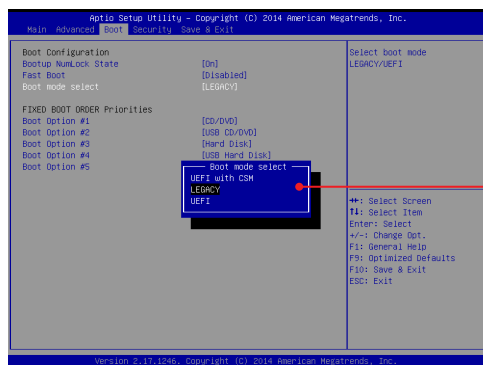 Aptio Setup Utility – Copyright (C) 2014 American Megatrends, Inc.
Main Advanced Boot Security Save & Exit
Boot Configuration
Bootup NumLock State [On]
Fast Boot [Disabled]
Boot mode select [LEGACY]
FIXED BOOT ORDER Priorities
Boot Option #1 [CD/DVD]
Boot Option #2 [USB CD/DVD]
Boot Option #3 [Hard Disk]
Boot Option #4 [USB Hard Disk]
Boot Option #5
Boot mode select
UEFI with CSM
LEGACY
UEFI
Select boot mode
LEGACY/UEFI
→←: Select Screen
↑↓: Select Item
Enter: Select
+/-: Change Opt.
F1: General Help
F9: Optimized Defaults
F10: Save & Exit
ESC: Exit
Version 2.17.1246. Copyright (C) 2014 American Megatrends, Inc.